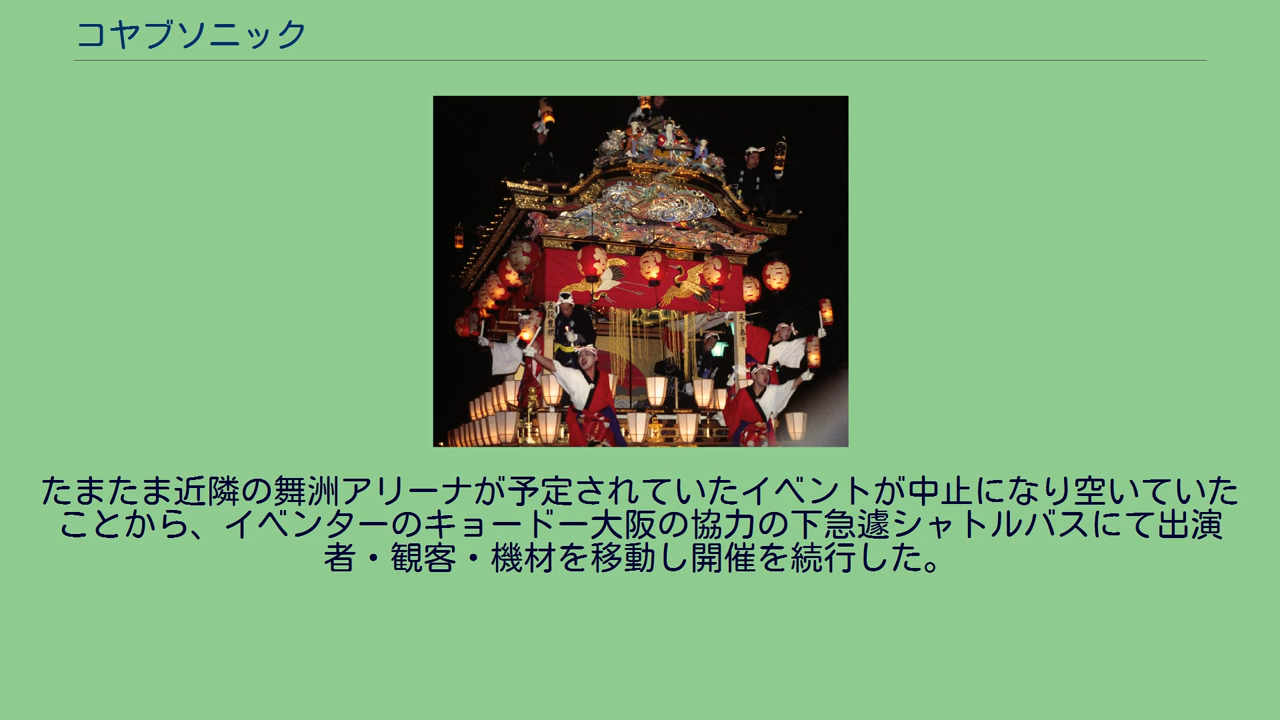 コヤブソニック
たまたま近隣の舞洲アリーナが予定されていたイベントが中止になり空いていた
ことから、イベンターのキョードー大阪の協力の下急遽シャトルバスにて出演
者・観客・機材を移動し開催を続行した。